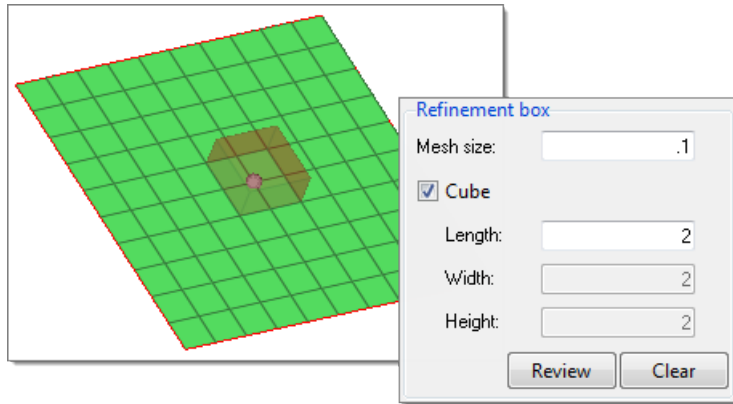 Refinement box
Mesh size: .1
Cube
Length: 2
Width: 2
Height: 2
Review Clear